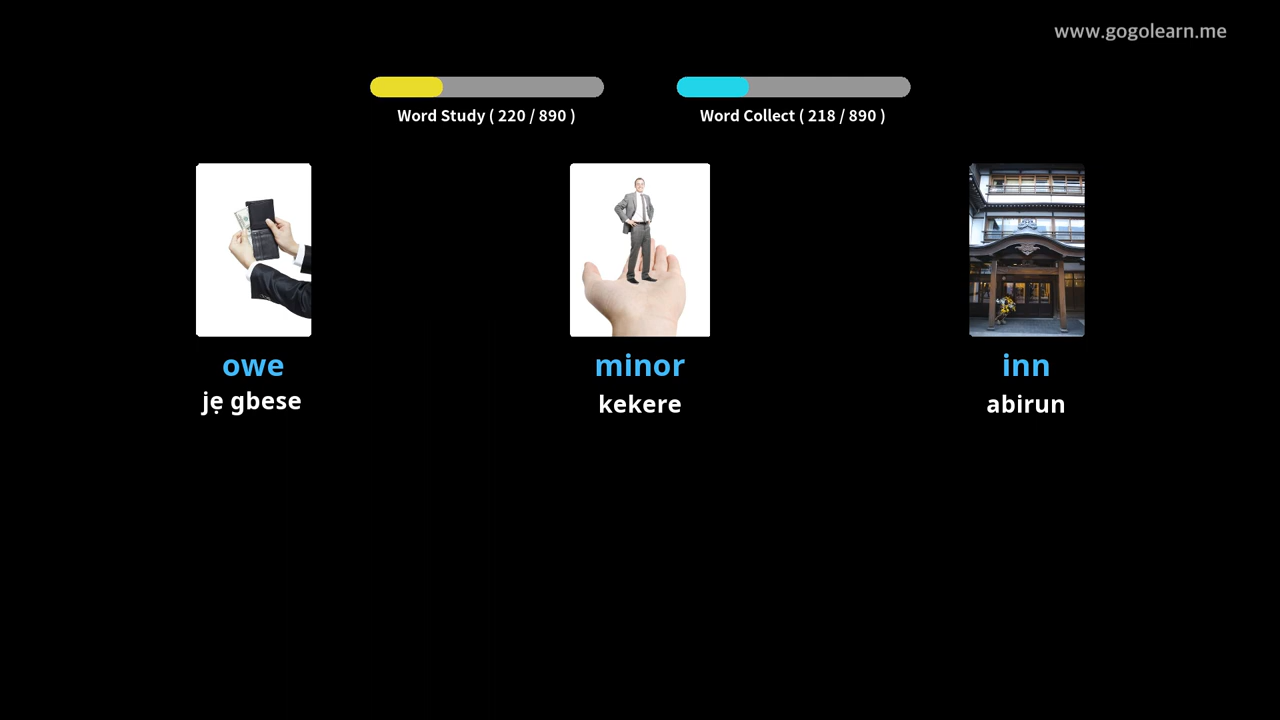 www.gogolearn.me
Word Study ( 220 / 890 )
Word Collect ( 218 / 890 )
owe
minor
inn
jẹ gbese
kekere
abirun